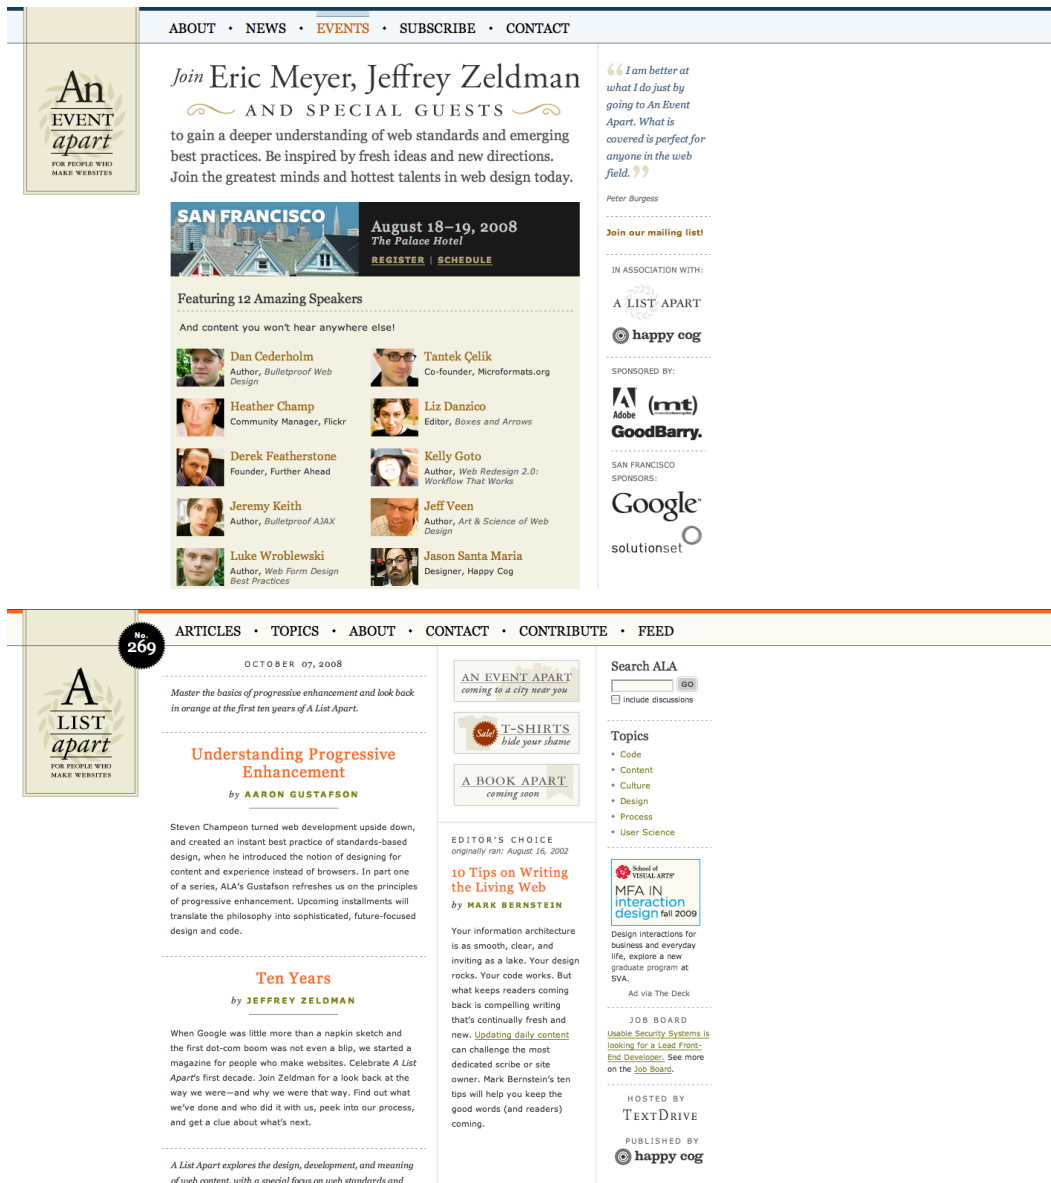 ABOUT • NEWS • EVENTS • SUBSCRIBE • CONTACT
An
EVENT
apart
FOR PEOPLE WHO
MAKE WEBSITES
Join Eric Meyer, Jeffrey Zeldman
AND SPECIAL GUESTS
to gain a deeper understanding of web standards and emerging
best practices. Be inspired by fresh ideas and new directions.
Join the greatest minds and hottest talents in web design today.
SAN FRANCISCO
August 18–19, 2008
The Palace Hotel
REGISTER | SCHEDULE
Featuring 12 Amazing Speakers
And content you won't hear anywhere else!
Dan Cederholm
Author, Bulletproof Web
Design
Tantek Çelik
Co-founder, Microformats.org
Heather Champ
Community Manager, Flickr
Liz Danzico
Editor, Boxes and Arrows
Derek Featherstone
Founder, Further Ahead
Kelly Goto
Author, Web Redesign 2.0:
Workflow That Works
Jeremy Keith
Author, Bulletproof AJAX
Jeff Veen
Author, Art & Science of Web
Design
Luke Wroblewski
Author, Web Form Design
Best Practices
Jason Santa Maria
Designer, Happy Cog
“I am better at
what I do just by
going to An Event
Apart. What is
covered is perfect for
anyone in the web
field.”
Peter Burgess
Join our mailing list!
IN ASSOCIATION WITH:
A LIST APART
happy cog
SPONSORED BY:
Adobe
(mt)
GoodBarry.
SAN FRANCISCO
SPONSORS:
Google™
solutionset
No.
269
ARTICLES • TOPICS • ABOUT • CONTACT • CONTRIBUTE • FEED
A
LIST
apart
FOR PEOPLE WHO
MAKE WEBSITES
OCTOBER 07, 2008
Master the basics of progressive enhancement and look back
in orange at the first ten years of A List Apart.
Understanding Progressive
Enhancement
by AARON GUSTAFSON
Steven Champeon turned web development upside down,
and created an instant best practice of standards-based
design, when he introduced the notion of designing for
content and experience instead of browsers. In part one
of a series, ALA's Gustafson refreshes us on the principles
of progressive enhancement. Upcoming installments will
translate the philosophy into sophisticated, future-focused
design and code.
Ten Years
by JEFFREY ZELDMAN
When Google was little more than a napkin sketch and
the first dot-com boom was not even a blip, we started a
magazine for people who make websites. Celebrate A List
Apart's first decade. Join Zeldman for a look back at the
way we were—and why we were that way. Find out what
we've done and who did it with us, peek into our process,
and get a clue about what's next.
A List Apart explores the design, development, and meaning
of web content, with a special focus on web standards and
AN EVENT APART
coming to a city near you
Sale!
T-SHIRTS
hide your shame
A BOOK APART
coming soon
EDITOR'S CHOICE
originally ran: August 16, 2002
10 Tips on Writing
the Living Web
by MARK BERNSTEIN
Your information architecture
is as smooth, clear, and
inviting as a lake. Your design
rocks. Your code works. But
what keeps readers coming
back is compelling writing
that's continually fresh and
new. Updating daily content
can challenge the most
dedicated scribe or site
owner. Mark Bernstein's ten
tips will help you keep the
good words (and readers)
coming.
Search ALA
GO
include discussions
Topics
• Code
• Content
• Culture
• Design
• Process
• User Science
School of
VISUAL ARTS
MFA IN
interaction
design fall 2009
Design interactions for
business and everyday
life, explore a new
graduate program at
SVA.
Ad via The Deck
JOB BOARD
Usable Security Systems is
looking for a Lead Front-
End Developer. See more
on the Job Board.
HOSTED BY
TEXTDRIVE
PUBLISHED BY
happy cog